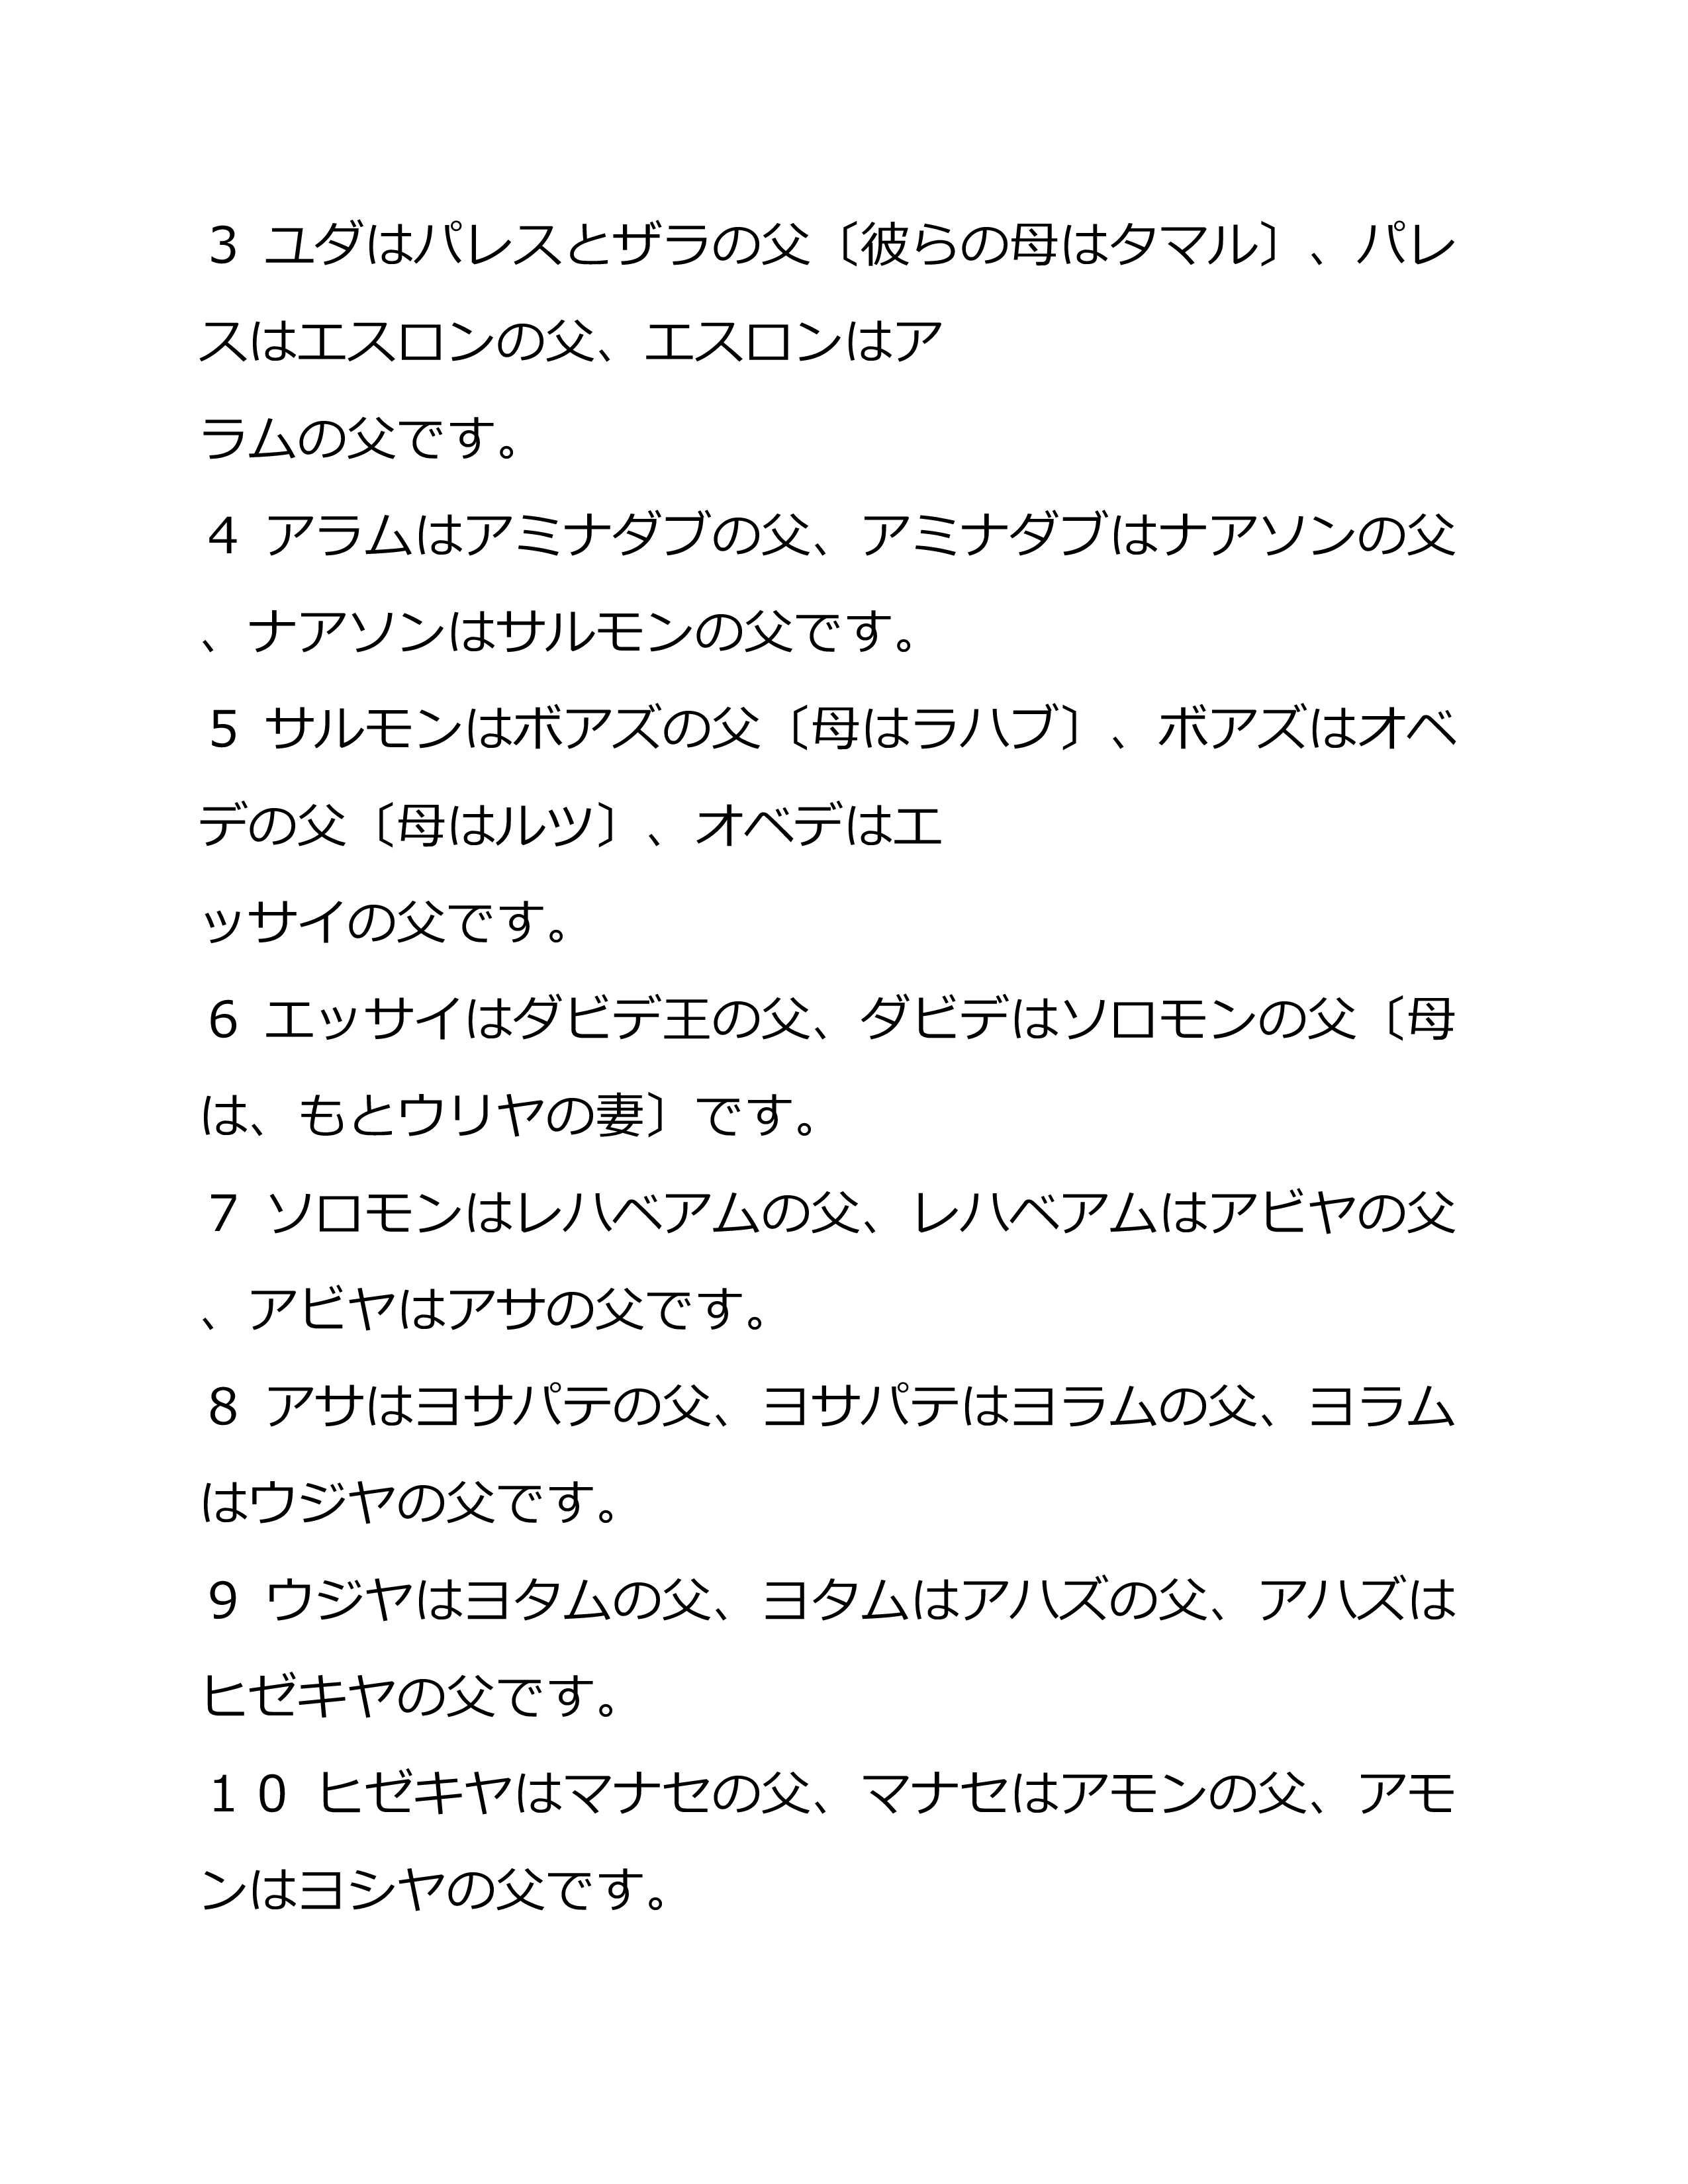 ３ ユダはパレスとザラの父〔彼らの母はタマル〕、パレ
スはエスロンの父、エスロンはア
ラムの父です。
４ アラムはアミナダブの父、アミナダブはナアソンの父
、ナアソンはサルモンの父です。
５ サルモンはボアズの父〔母はラハブ〕、ボアズはオベ
デの父〔母はルツ〕、オベデはエ
ッサイの父です。
６ エッサイはダビデ王の父、ダビデはソロモンの父〔母
は、もとウリヤの妻〕です。
７ ソロモンはレハベアムの父、レハベアムはアビヤの父
、アビヤはアサの父です。
８ アサはヨサパテの父、ヨサパテはヨラムの父、ヨラム
はウジヤの父です。
９ ウジヤはヨタムの父、ヨタムはアハズの父、アハズは
ヒゼキヤの父です。
１０ ヒゼキヤはマナセの父、マナセはアモンの父、アモ
ンはヨシヤの父です。